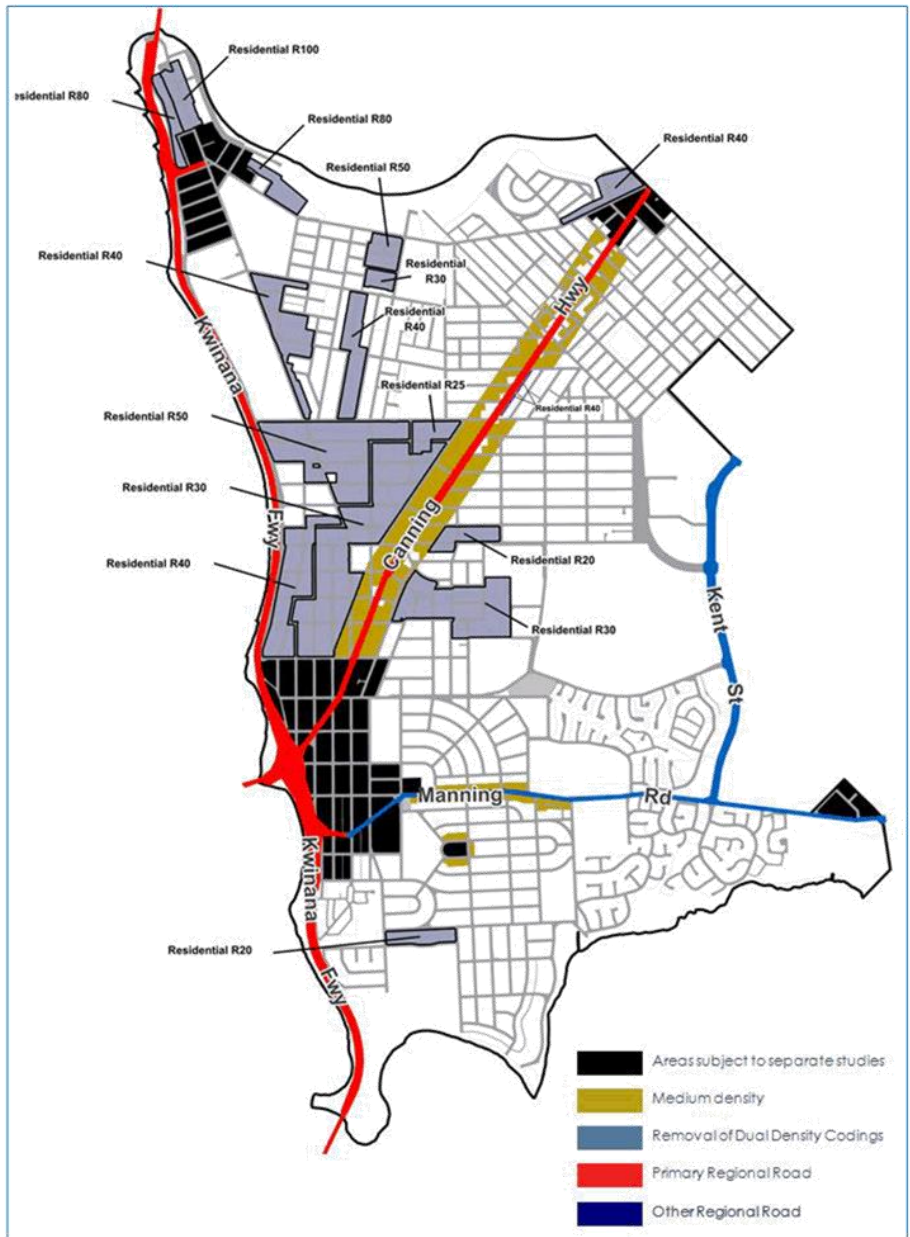 Residential R100
esidential R80
Residential R80
Residential R40
Residential R50
Residential R40
Residential
R30
Residential
R40
Hwy
Kwinana
Residential R25
Residential R40
Residential R50
Residential R30
Fwy
Canning
Residential R20
Residential R40
Kent
Residential R30
St
Manning
Rd
Kwinana
Residential R20
Fwy
Areas subject to separate studies
Medium density
Removal of Dual Density Codings
Primary Regional Road
Other Regional Road